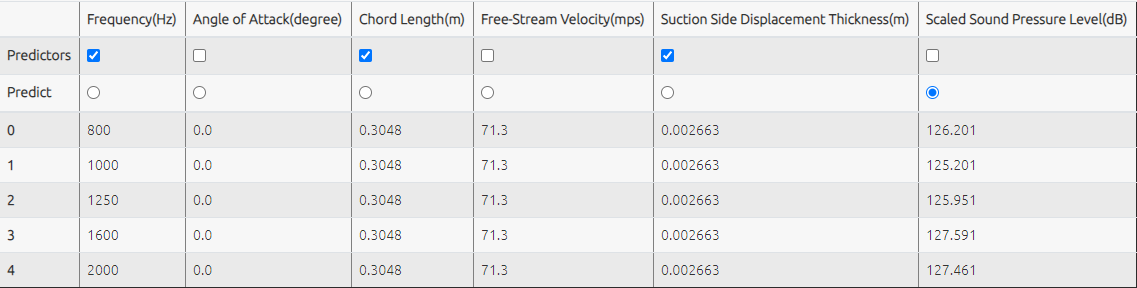 Frequency(Hz) Angle of Attack(degree) Chord Length(m) Free-Stream Velocity(mps) Suction Side Displacement Thickness(m) Scaled Sound Pressure Level(dB)
Predictors
Predict
0 800 0.0 0.3048 71.3 0.002663 126.201
1 1000 0.0 0.3048 71.3 0.002663 125.201
2 1250 0.0 0.3048 71.3 0.002663 125.951
3 1600 0.0 0.3048 71.3 0.002663 127.591
4 2000 0.0 0.3048 71.3 0.002663 127.461